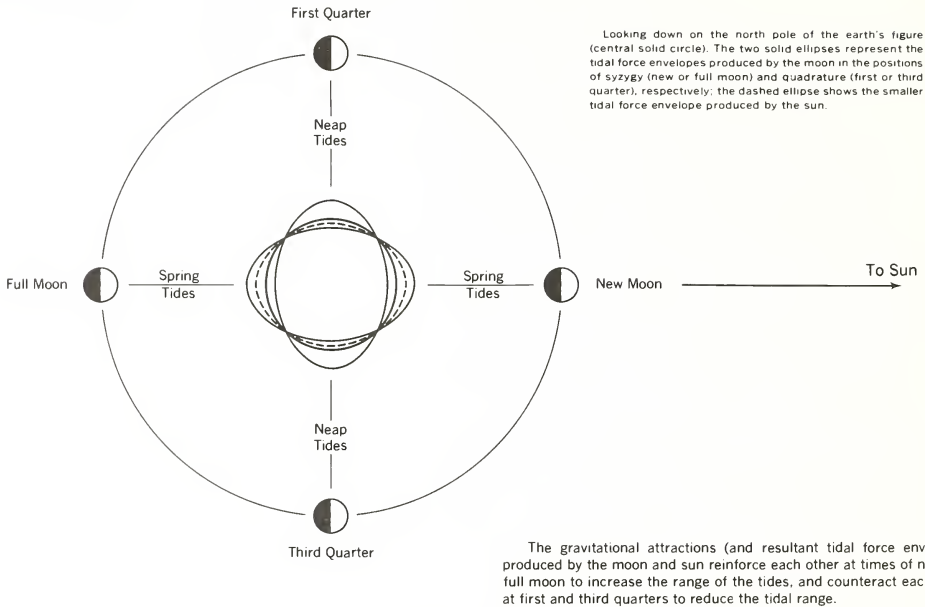 First Quarter
Looking down on the north pole of the earth's figure
(central solid circle). The two solid ellipses represent the
tidal force envelopes produced by the moon in the positions
of syzygy (new or full moon) and quadrature (first or third
quarter), respectively; the dashed ellipse shows the smaller
tidal force envelope produced by the sun.
Neap
Tides
Full Moon
Spring
Tides
Spring
Tides
New Moon
To Sun
Neap
Tides
Third Quarter
The gravitational attractions (and resultant tidal force env
produced by the moon and sun reinforce each other at times of n
full moon to increase the range of the tides, and counteract eac
at first and third quarters to reduce the tidal range.